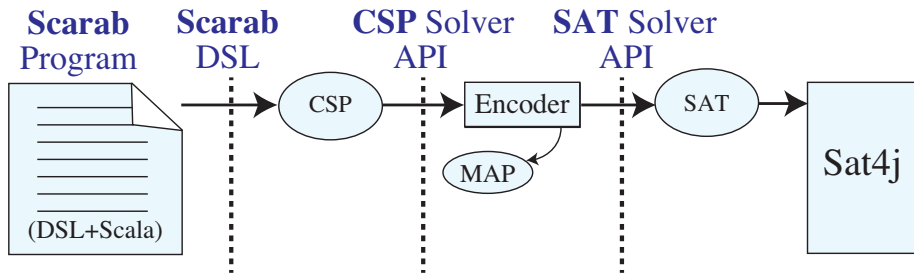 Scarab
Program
Scarab
DSL
CSP Solver
API
SAT Solver
API
CSP
Encoder
SAT
MAP
Sat4j
(DSL+Scala)